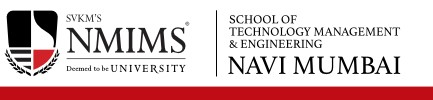 SVKM'S
NMIMS®
Deemed to be UNIVERSITY
SCHOOL OF
TECHNOLOGY MANAGEMENT
& ENGINEERING
NAVI MUMBAI